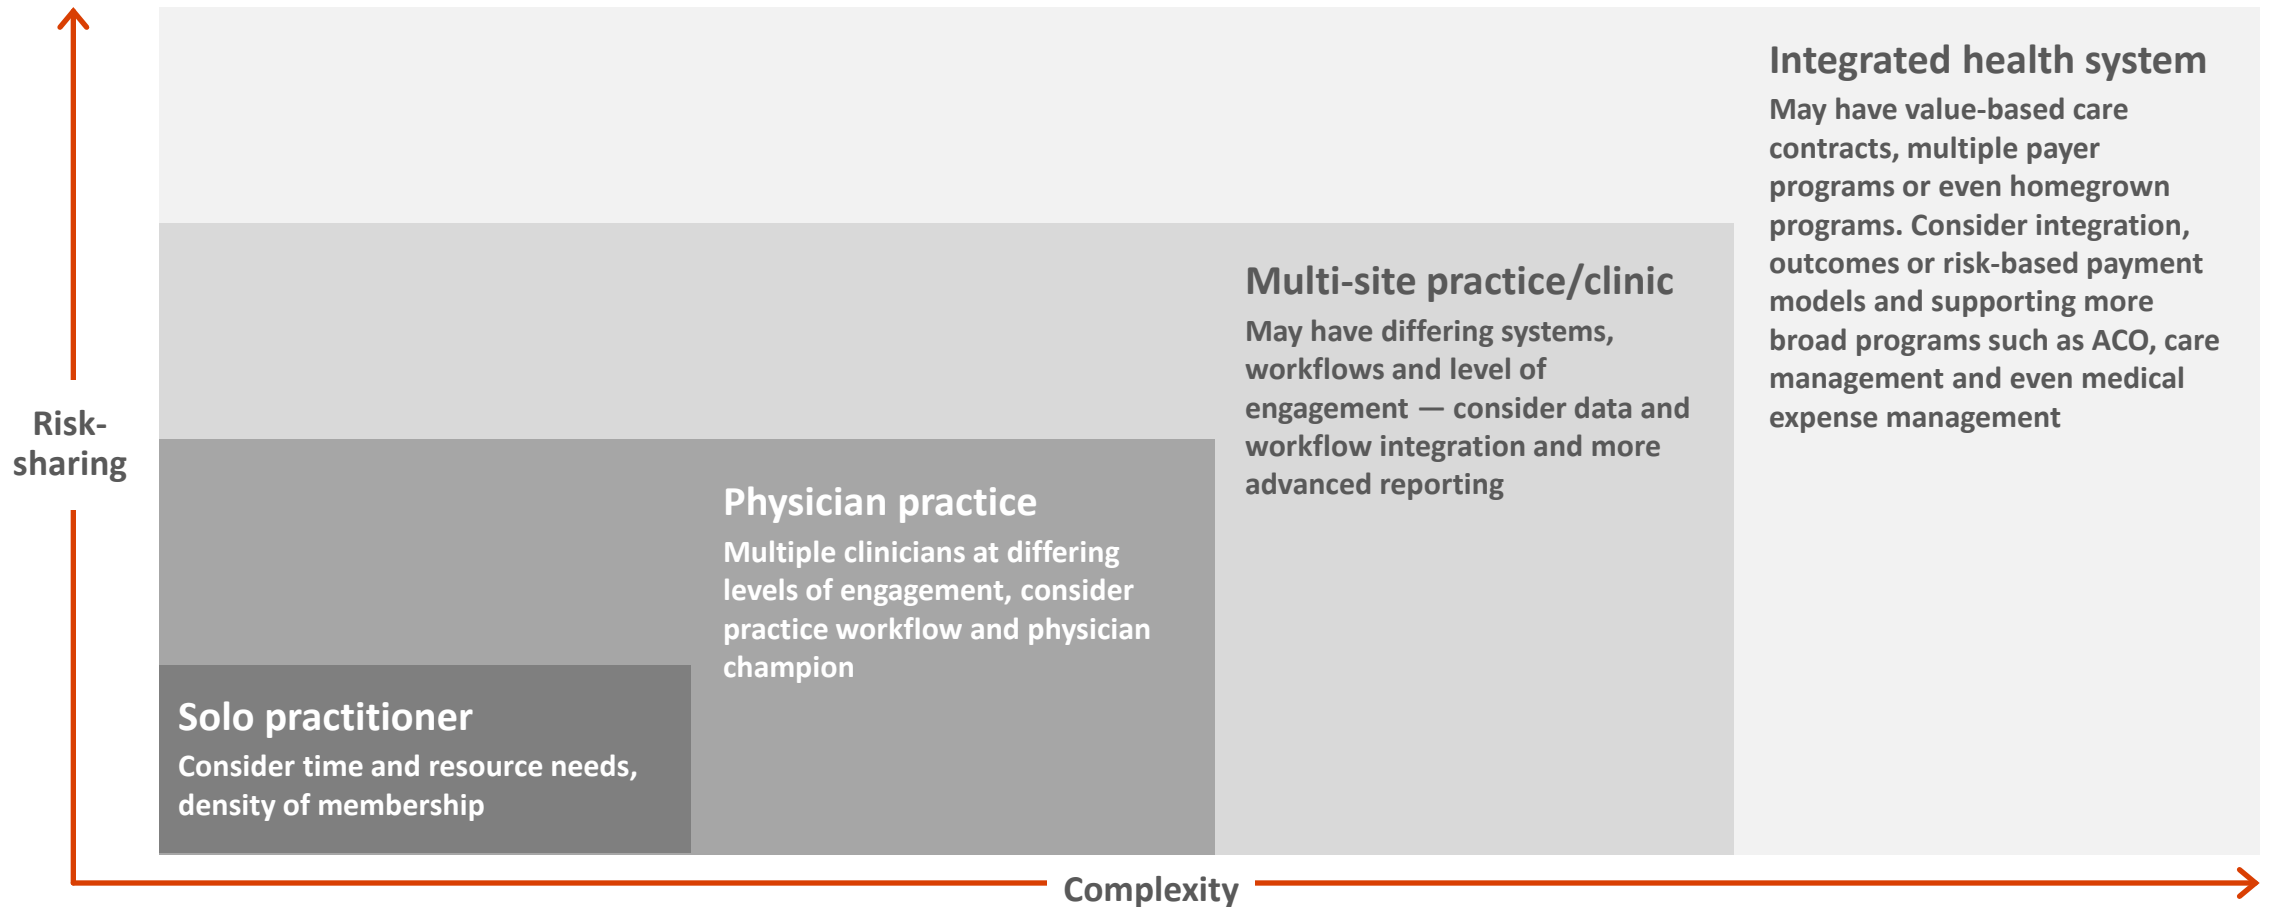 Integrated health system
May have value-based care
contracts, multiple payer
programs or even homegrown
programs. Consider integration,
outcomes or risk-based payment
models and supporting more
broad programs such as ACO, care
management and even medical
expense management
Multi-site practice/clinic
May have differing systems,
workflows and level of
engagement — consider data and
workflow integration and more
advanced reporting
Risk-
sharing
Physician practice
Multiple clinicians at differing
levels of engagement, consider
practice workflow and physician
champion
Solo practitioner
Consider time and resource needs,
density of membership
Complexity